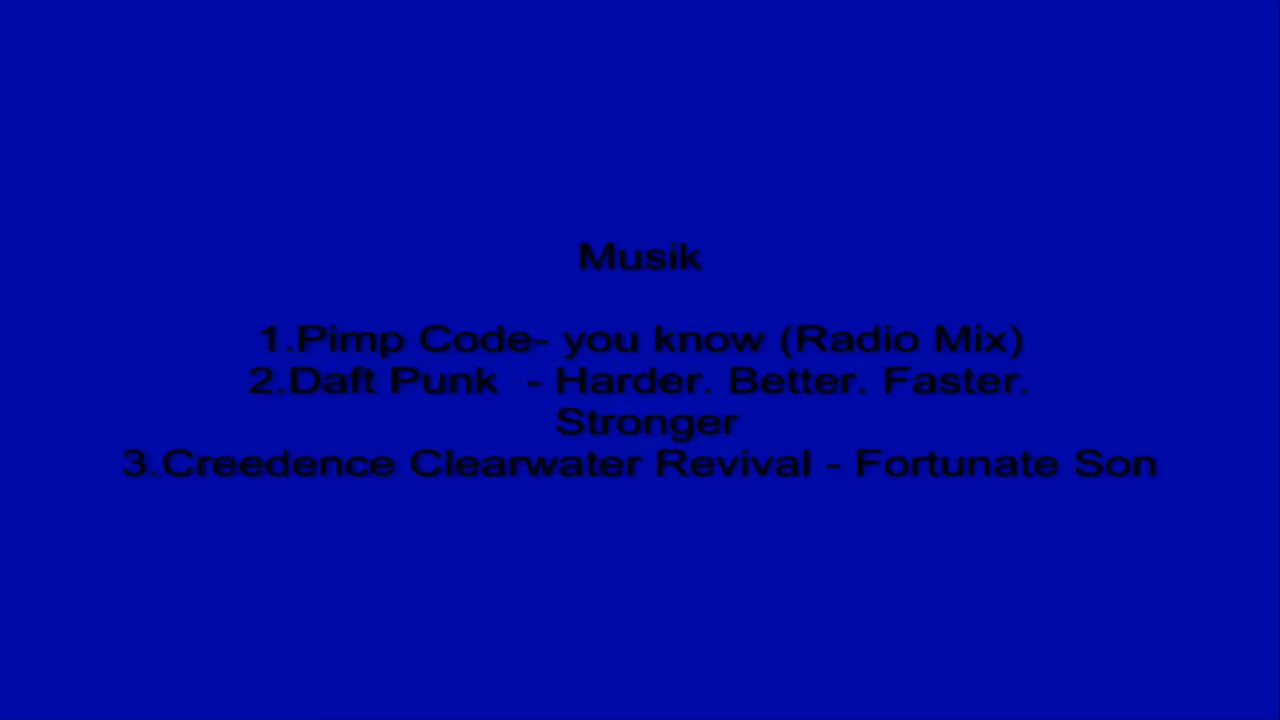 Musik
1.Pimp Code- you know (Radio Mix)
2.Daft Punk  - Harder. Better. Faster.
Stronger
3.Creedence Clearwater Revival - Fortunate Son